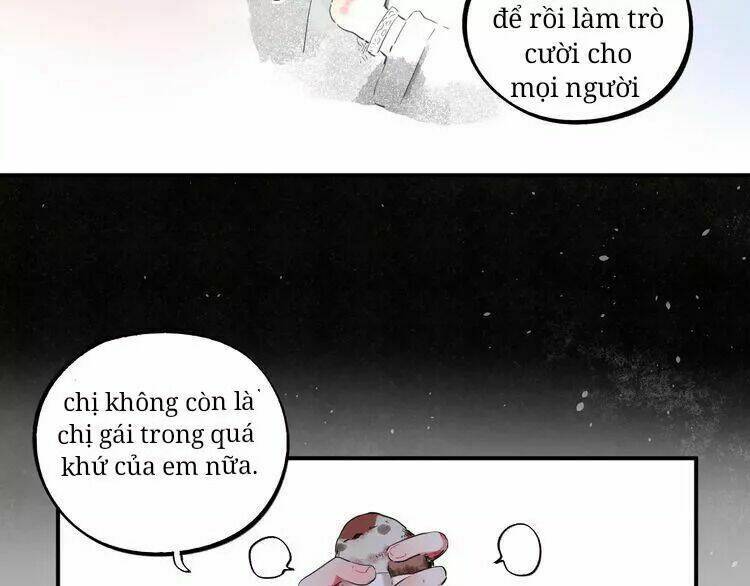 để rồi làm trò
cười cho
mọi người
chị không còn là
chị gái trong quá
khứ của em nữa.